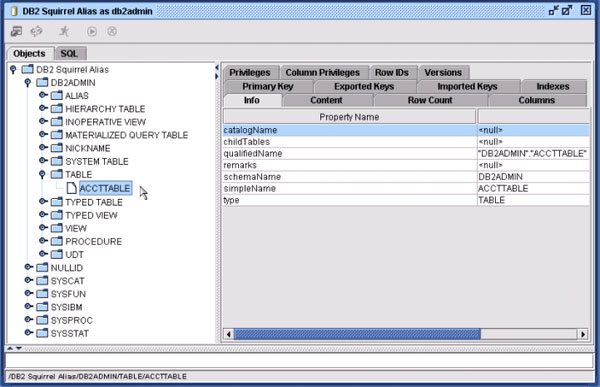 DB2 Squirrel Alias as db2admin
Objects SQL
DB2 Squirrel Alias
DB2ADMIN
ALIAS
HIERARCHY TABLE
INOPERATIVE VIEW
MATERIALIZED QUERY TABLE
NICKNAME
SYSTEM TABLE
TABLE
ACCTTABLE
TYPED TABLE
TYPED VIEW
VIEW
PROCEDURE
UDT
NULLID
SYSCAT
SYSFUN
SYSIBM
SYSPROC
SYSSTAT
Privileges Column Privileges Row IDs Versions
Primary Key Exported Keys Imported Keys Indexes
Info Content Row Count Columns
Property Name
catalogName <null>
childTables <null>
qualifiedName "DB2ADMIN"."ACCTTABLE"
remarks <null>
schemaName DB2ADMIN
simpleName ACCTTABLE
type TABLE
/DB2 Squirrel Alias/DB2ADMIN/TABLE/ACCTTABLE